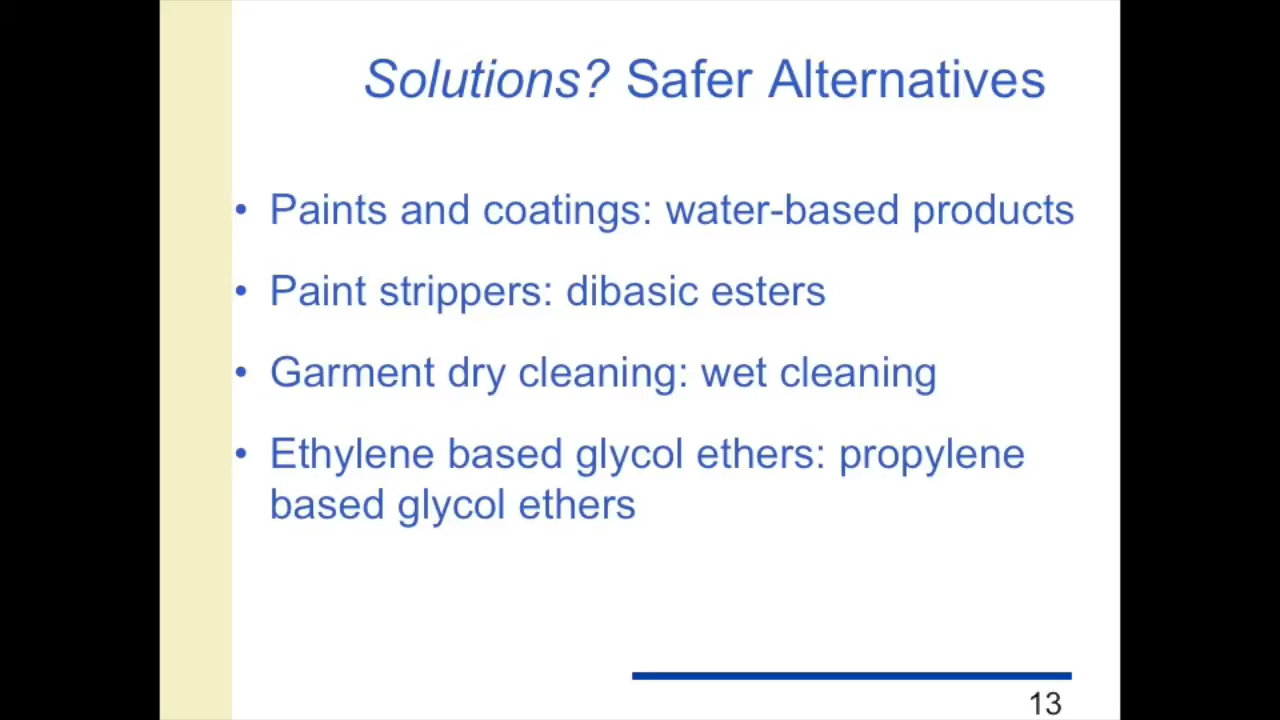 Solutions? Safer Alternatives
• Paints and coatings: water-based products
• Paint strippers: dibasic esters
• Garment dry cleaning: wet cleaning
• Ethylene based glycol ethers: propylene
based glycol ethers
13